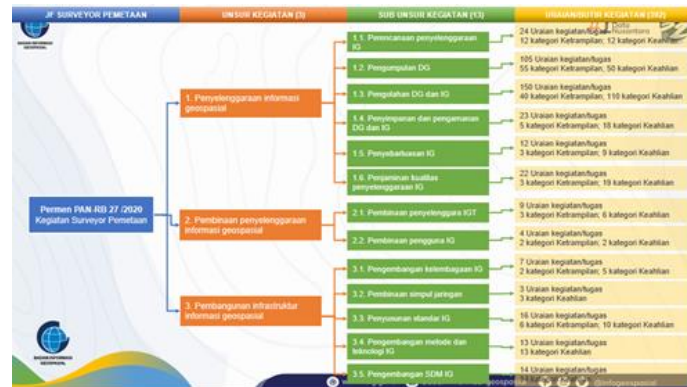 JF SURVEYOR PEMETAAN
UNSUR KEGIATAN (3)
SUB UNSUR KEGIATAN (13)
URAIAN/BUTIR KEGIATAN
BADAN INFORMASI
GEOSPASIAL
Permen PAN-RB 27 /2020
Kegiatan Surveyor Pemetaan
1. Penyelenggaraan informasi
geospasial
2. Pembinaan penyelenggaraan
informasi geospasial
3. Pembangunan infrastruktur
informasi geospasial
1.1. Perencanaan penyelenggaraan
IG
1.2. Pengumpulan DG
1.3. Pengolahan DG dan IG
1.4. Penyimpanan dan pengamanan
DG dan IG
1.5. Penyebarluasan IG
1.6. Penjaminan kualitas
penyelenggaraan IG
2.1. Pembinaan penyelenggara IGT
2.2. Pembinaan pengguna IG
3.1. Pengembangan kelembagaan IG
3.2. Pembinaan simpul jaringan
3.3. Penyusunan standar IG
3.4. Pengembangan metode dan
teknologi IG
3.5. Pengembangan SDM IG
24 Uraian kegiatan/tugas
12 kategori Ketrampilan; 12 kategori Keahlian
105 Uraian kegiatan/tugas
55 kategori Ketrampilan; 50 kategori Keahlian
150 Uraian kegiatan/tugas
40 kategori Ketrampilan; 110 kategori Keahlian
23 Uraian kegiatan/tugas
5 kategori Ketrampilan; 18 kategori Keahlian
12 Uraian kegiatan/tugas
3 kategori Ketrampilan; 9 kategori Keahlian
22 Uraian kegiatan/tugas
3 kategori Ketrampilan; 19 kategori Keahlian
9 Uraian kegiatan/tugas
3 kategori Ketrampilan; 6 kategori Keahlian
4 Uraian kegiatan/tugas
2 kategori Ketrampilan; 2 kategori Keahlian
7 Uraian kegiatan/tugas
2 kategori Ketrampilan; 5 kategori Keahlian
3 Uraian kegiatan/tugas
3 kategori Keahlian
16 Uraian kegiatan/tugas
6 kategori Ketrampilan; 10 kategori Keahlian
13 Uraian kegiatan/tugas
13 kategori Keahlian
14 Uraian kegiatan/tugas
Data
Nusantara
BADAN INFORMASI
GEOSPASIAL
@infogeospasial